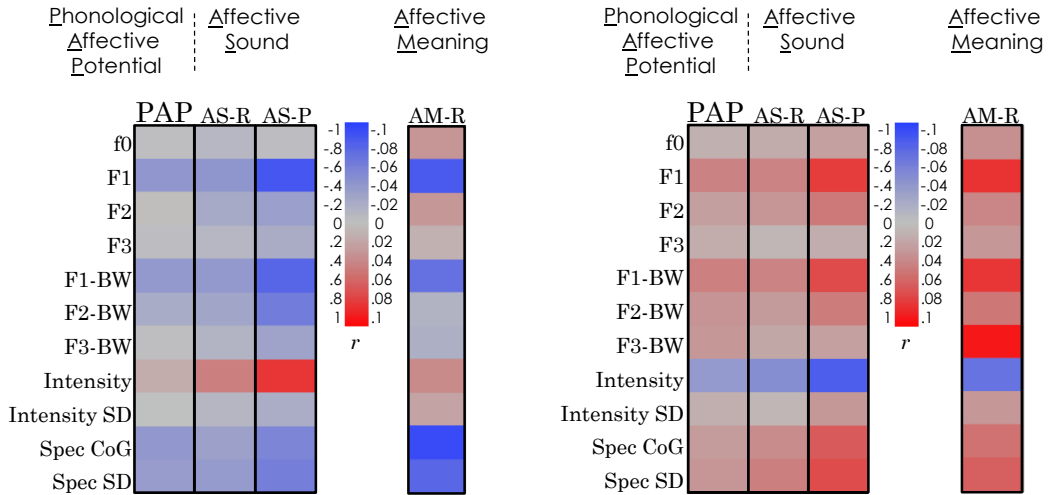 Phonological Affective Potential
Affective Sound
Affective Meaning
PAP AS-R AS-P AM-R
f0
F1
F2
F3
F1-BW
F2-BW
F3-BW
Intensity
Intensity SD
Spec CoG
Spec SD
-1 -.1
-.8 -.08
-.6 -.06
-.4 -.04
-.2 -.02
0 0
.2 .02
.4 .04
.6 .06
.8 .08
1 .1
r
Phonological Affective Potential
Affective Sound
Affective Meaning
PAP AS-R AS-P AM-R
f0
F1
F2
F3
F1-BW
F2-BW
F3-BW
Intensity
Intensity SD
Spec CoG
Spec SD
-1 -.1
-.8 -.08
-.6 -.06
-.4 -.04
-.2 -.02
0 0
.2 .02
.4 .04
.6 .06
.8 .08
1 .1
r